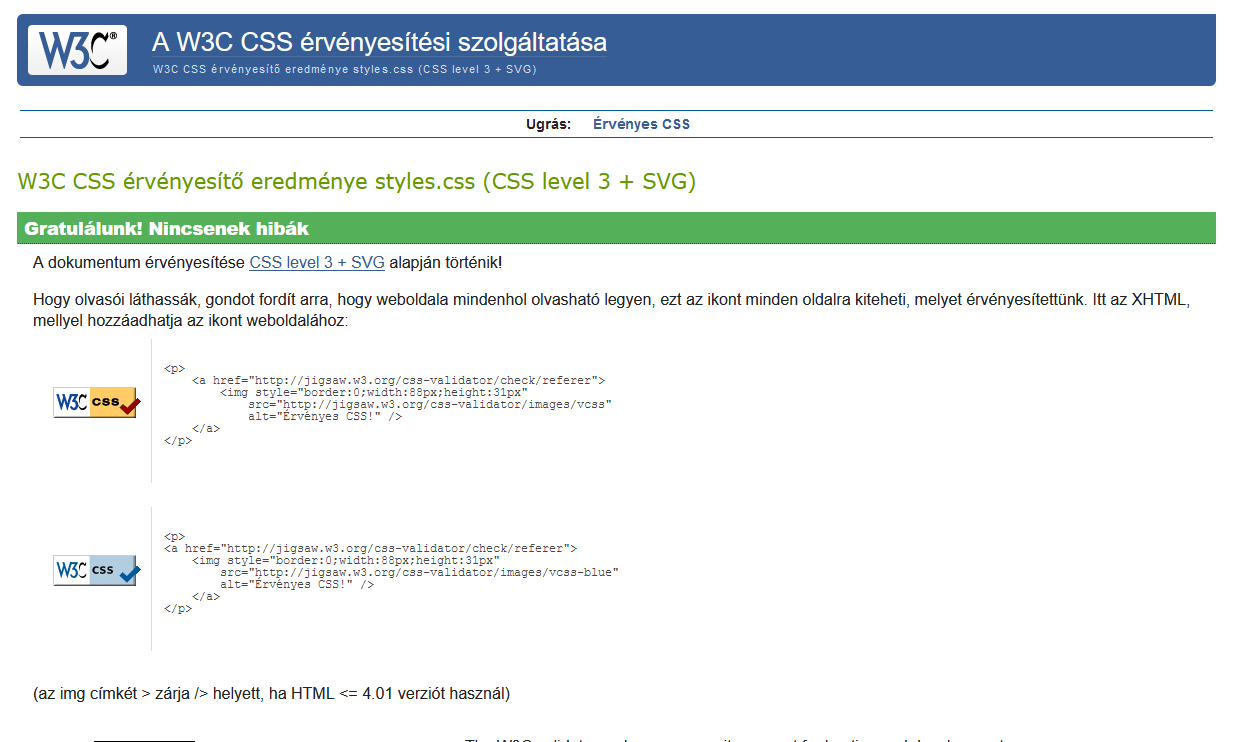 W3C®
A W3C CSS érvényesítési szolgáltatása
W3C CSS érvényesítő eredménye styles.css (CSS level 3 + SVG)
Ugrás: Érvényes CSS
W3C CSS érvényesítő eredménye styles.css (CSS level 3 + SVG)
Gratulálunk! Nincsenek hibák
A dokumentum érvényesítése CSS level 3 + SVG alapján történik!
Hogy olvasói láthassák, gondot fordít arra, hogy weboldala mindenhol olvasható legyen, ezt az ikont minden oldalra kiteheti, melyet érvényesítettünk. Itt az XHTML,
mellyel hozzáadhatja az ikont weboldalához:
W3C css
<p>
<a href="http://jigsaw.w3.org/css-validator/check/referer">
<img style="border:0;width:88px;height:31px"
src="http://jigsaw.w3.org/css-validator/images/vcss"
alt="Érvényes CSS!" />
</a>
</p>
W3C css
<p>
<a href="http://jigsaw.w3.org/css-validator/check/referer">
<img style="border:0;width:88px;height:31px"
src="http://jigsaw.w3.org/css-validator/images/vcss-blue"
alt="Érvényes CSS!" />
</a>
</p>
(az img címkét > zárja /> helyett, ha HTML <= 4.01 verziót használ)